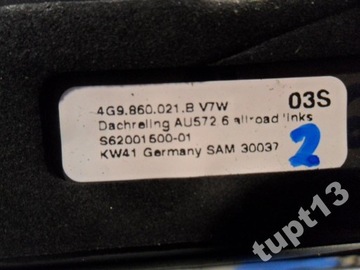 4G9.860.021.B V7W 03S
Dachreling AU572.6 allroad links
S62001500-01
KW41 Germany SAM 30037
2
tupt13